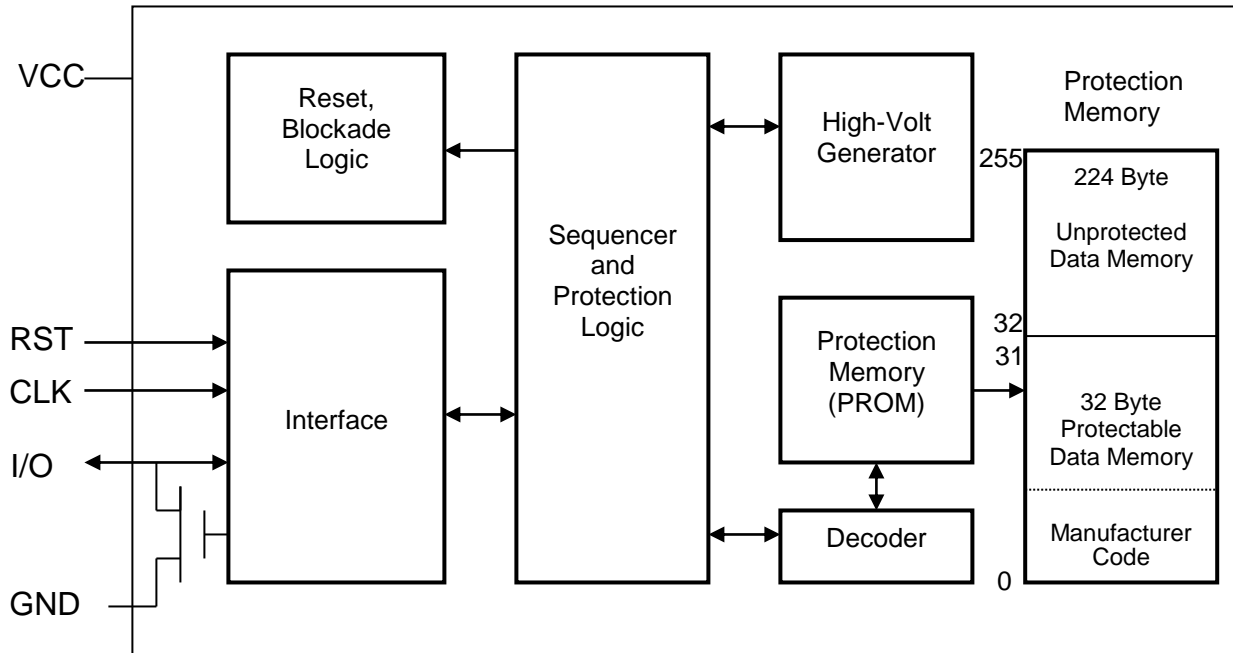 VCC
RST
CLK
I/O
GND
Reset,
Blockade
Logic
Interface
Sequencer
and
Protection
Logic
High-Volt
Generator
Protection
Memory
(PROM)
Decoder
Protection
Memory
255
224 Byte
Unprotected
Data Memory
32
31
32 Byte
Protectable
Data Memory
Manufacturer
Code
0